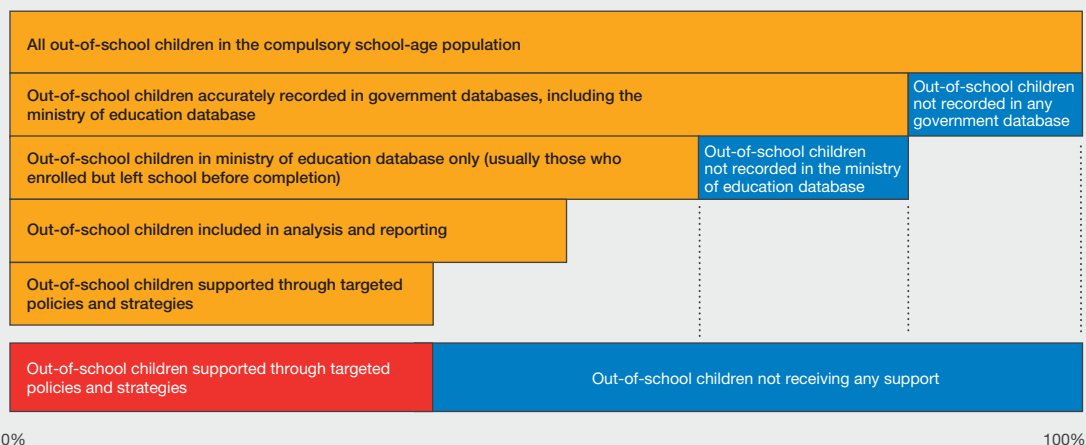 All out-of-school children in the compulsory school-age population
Out-of-school children accurately recorded in government databases, including the
ministry of education database
Out-of-school children
not recorded in any
government database
Out-of-school children in ministry of education database only (usually those who
enrolled but left school before completion)
Out-of-school children
not recorded in the ministry
of education database
Out-of-school children included in analysis and reporting
Out-of-school children supported through targeted
policies and strategies
Out-of-school children supported through targeted
policies and strategies
Out-of-school children not receiving any support
0%
100%